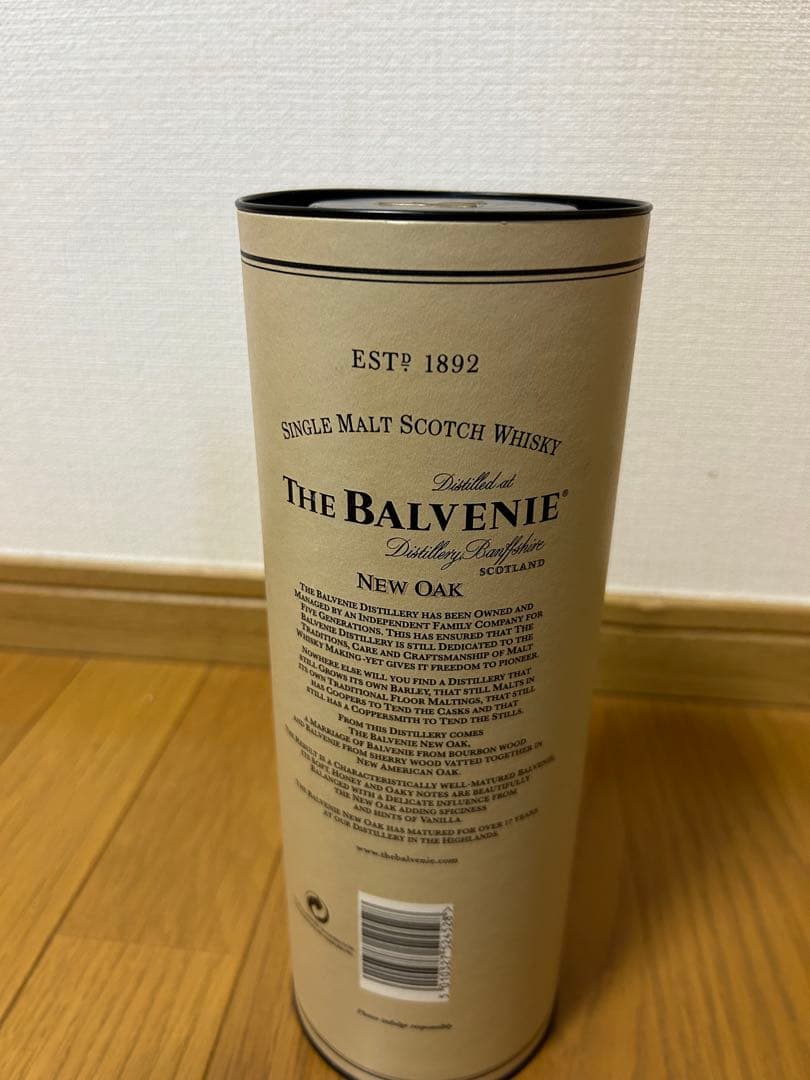 ESTD 1892
SINGLE MALT SCOTCH WHISKY
Distilled at
THE BALVENIE®
Distillery, Banffshire
SCOTLAND
NEW OAK
THE BALVENIE DISTILLERY HAS BEEN OWNED AND
MANAGED BY AN INDEPENDENT FAMILY COMPANY FOR
FIVE GENERATIONS. THIS HAS ENSURED THAT THE
BALVENIE DISTILLERY IS STILL DEDICATED TO THE
TRADITIONS, CARE AND CRAFTSMANSHIP OF MALT
WHISKY MAKING-YET GIVES IT FREEDOM TO PIONEER.
NOWHERE ELSE WILL YOU FIND A DISTILLERY THAT
STILL GROWS ITS OWN BARLEY, THAT STILL MALTS IN
ITS OWN TRADITIONAL FLOOR MALTINGS, THAT STILL
HAS COOPERS TO TEND THE CASKS AND THAT
STILL HAS A COPPERSMITH TO TEND THE STILLS.
FROM THIS DISTILLERY COMES
THE BALVENIE NEW OAK,
A MARRIAGE OF BALVENIE FROM BOURBON WOOD
AND BALVENIE FROM SHERRY WOOD VATTED TOGETHER IN
NEW AMERICAN OAK.
THE RESULT IS A CHARACTERISTICALLY WELL-MATURED BALVENIE.
ITS SOFT, HONEY AND OAKY NOTES ARE BEAUTIFULLY
BALANCED WITH A DELICATE INFLUENCE FROM
THE NEW OAK ADDING SPICINESS
AND HINTS OF VANILLA.
THE BALVENIE NEW OAK HAS MATURED FOR OVER 17 YEARS
AT OUR DISTILLERY IN THE HIGHLANDS.
www.thebalvenie.com
Please indulge responsibly